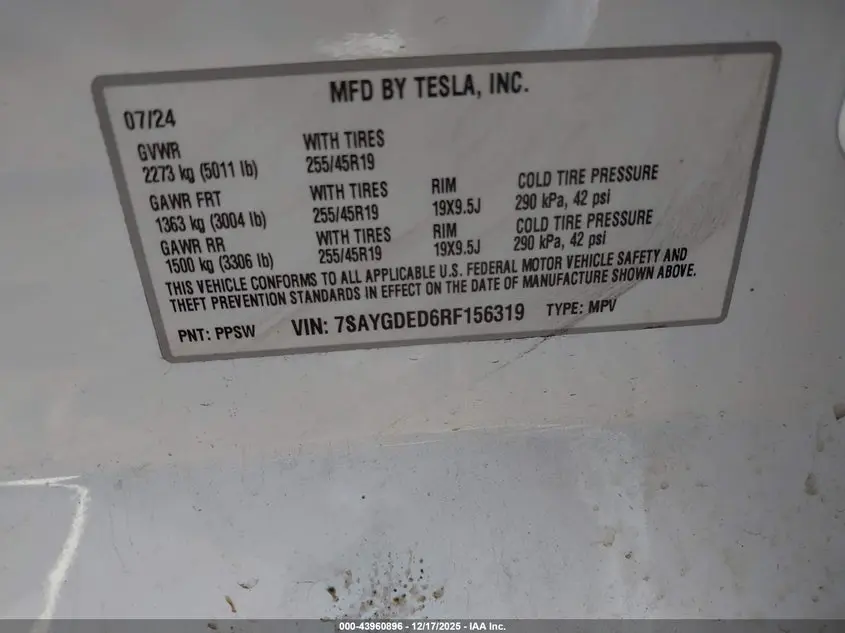 MFD BY TESLA, INC.
07/24
GVWR WITH TIRES
2273 kg (5011 lb) 255/45R19
GAWR FRT WITH TIRES RIM COLD TIRE PRESSURE
1363 kg (3004 lb) 255/45R19 19X9.5J 290 kPa, 42 psi
GAWR RR WITH TIRES RIM COLD TIRE PRESSURE
1500 kg (3306 lb) 255/45R19 19X9.5J 290 kPa, 42 psi
THIS VEHICLE CONFORMS TO ALL APPLICABLE U.S. FEDERAL MOTOR VEHICLE SAFETY AND
THEFT PREVENTION STANDARDS IN EFFECT ON THE DATE OF MANUFACTURE SHOWN ABOVE.
PNT: PPSW VIN: 7SAYGDED6RF156319 TYPE: MPV
000-43960896 - 12/17/2025 - IAA Inc.